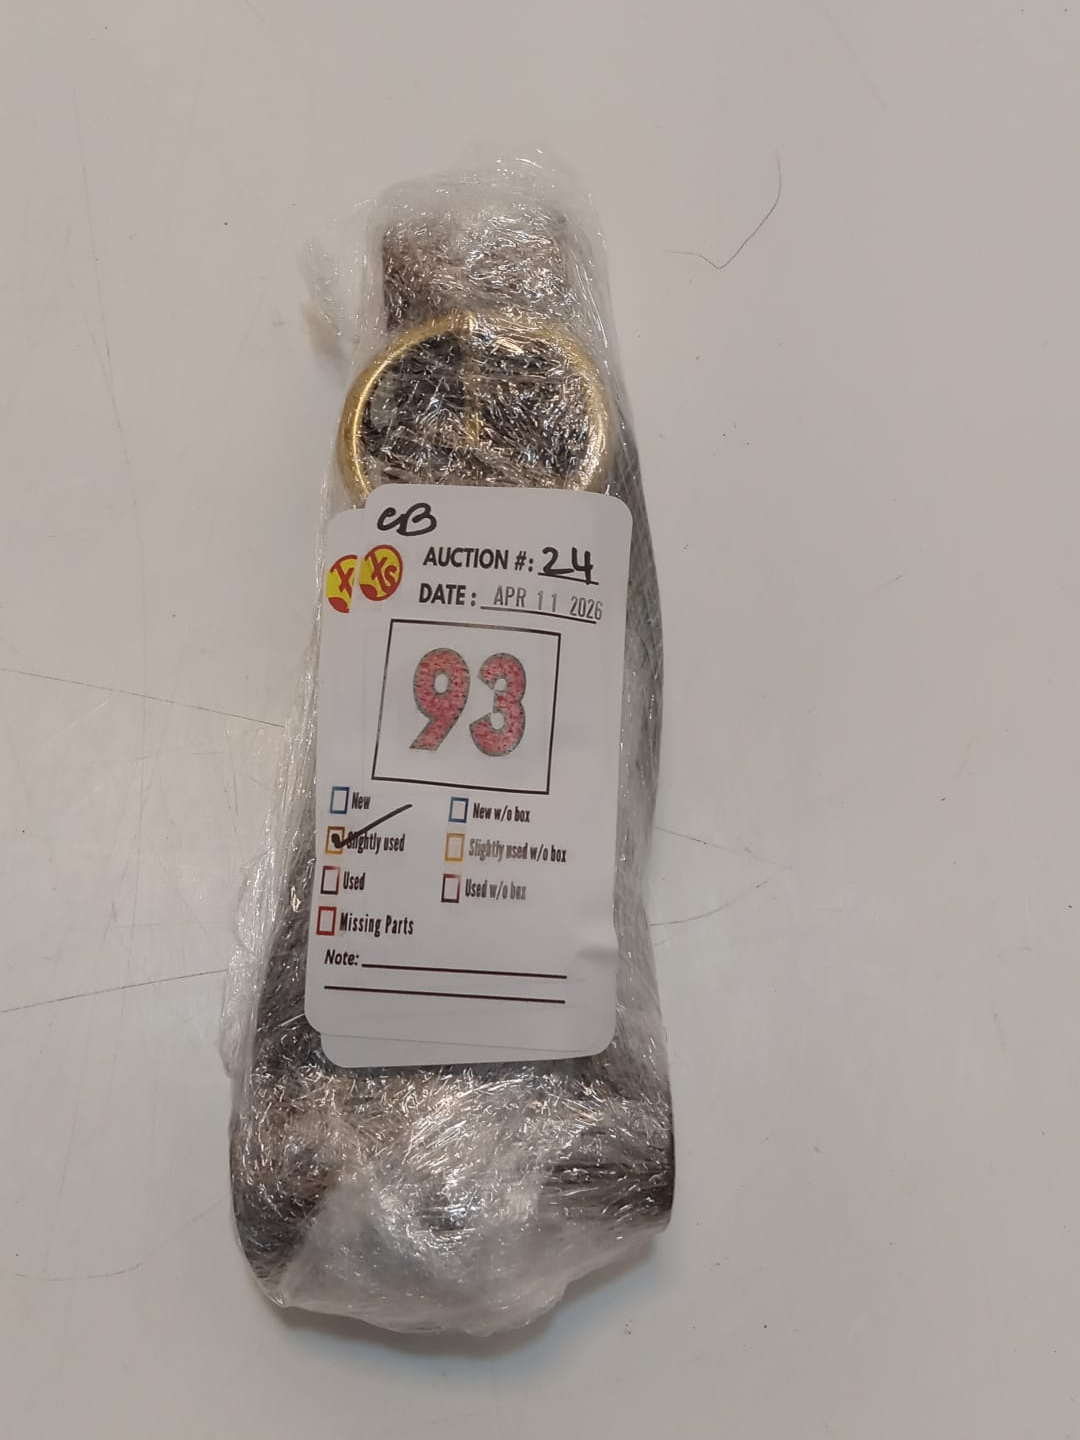 CB
AUCTION #: 24
DATE: APR 11 2026
XS
93
New
New w/o box
Slightly used
Slightly used w/o box
Used
Used w/o box
Missing Parts
Note: